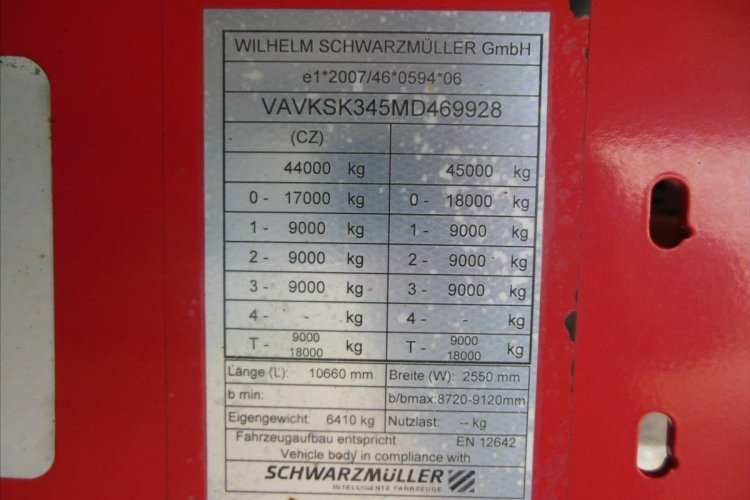 WILHELM SCHWARZMÜLLER GmbH
e1*2007/46*0594*06
VAVKSK345MD469928
(CZ)
44000 kg 45000 kg
0 - 17000 kg 0 - 18000 kg
1 - 9000 kg 1 - 9000 kg
2 - 9000 kg 2 - 9000 kg
3 - 9000 kg 3 - 9000 kg
4 - - kg 4 - - kg
T - 9000 18000 kg T - 9000 18000 kg
Länge (L): 10660 mm Breite (W): 2550 mm
b min: b/bmax:8720-9120mm
Eigengewicht: 6410 kg Nutzlast: -- kg
Fahrzeugaufbau entspricht EN 12642
Vehicle body in compliance with
SCHWARZMÜLLER
INTELLIGENTE FAHRZEUGE